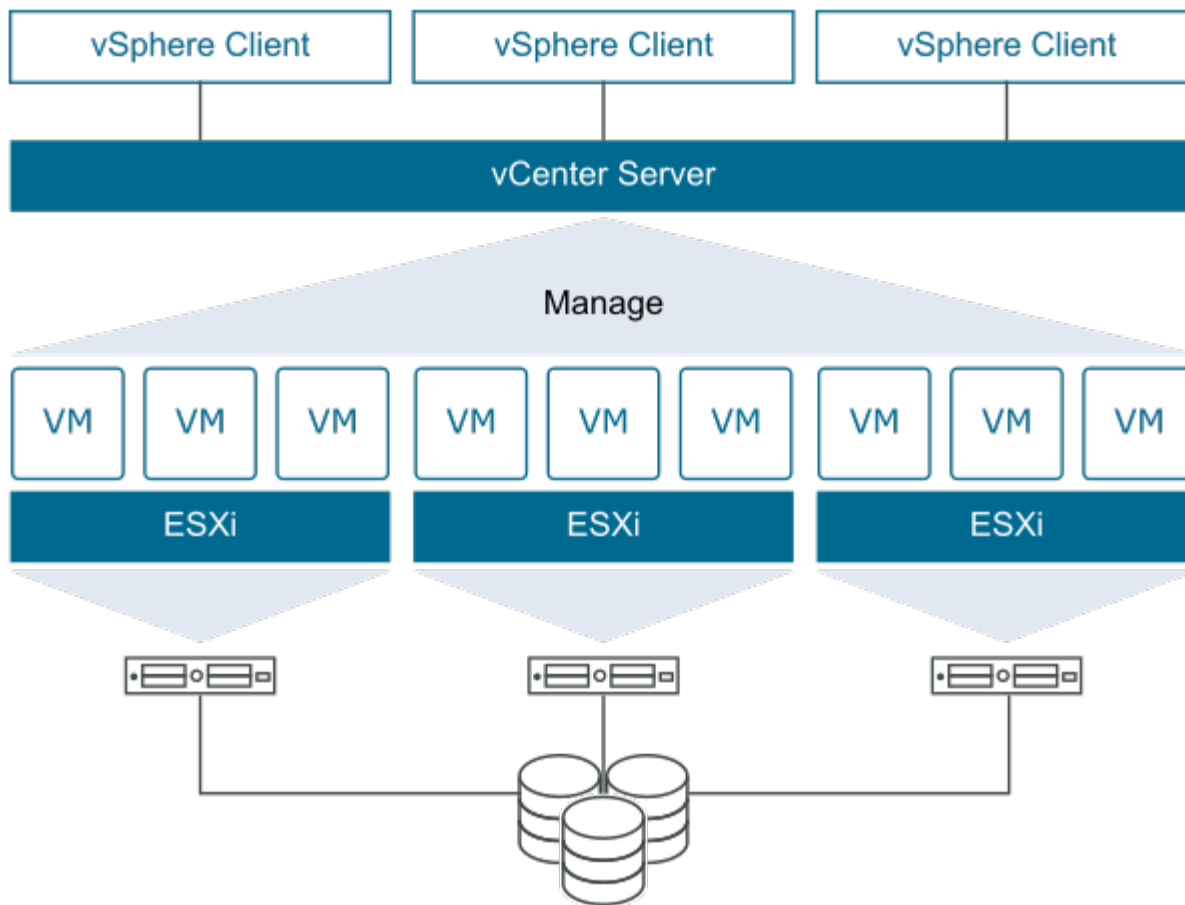 vSphere Client
vSphere Client
vSphere Client
vCenter Server
Manage
VM
VM
VM
VM
VM
VM
VM
VM
VM
ESXi
ESXi
ESXi